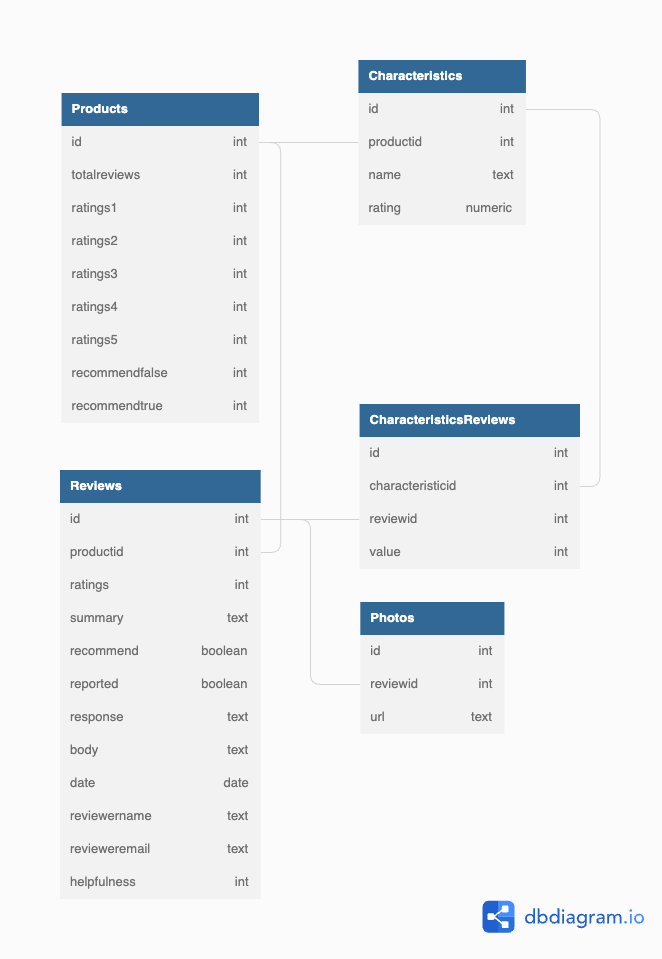 Products
id int
totalreviews int
ratings1 int
ratings2 int
ratings3 int
ratings4 int
ratings5 int
recommendfalse int
recommendtrue int
Characteristics
id int
productid int
name text
rating numeric
Reviews
id int
productid int
ratings int
summary text
recommend boolean
reported boolean
response text
body text
date date
reviewername text
revieweremail text
helpfulness int
CharacteristicsReviews
id int
characteristicid int
reviewid int
value int
Photos
id int
reviewid int
url text
dbdiagram.io